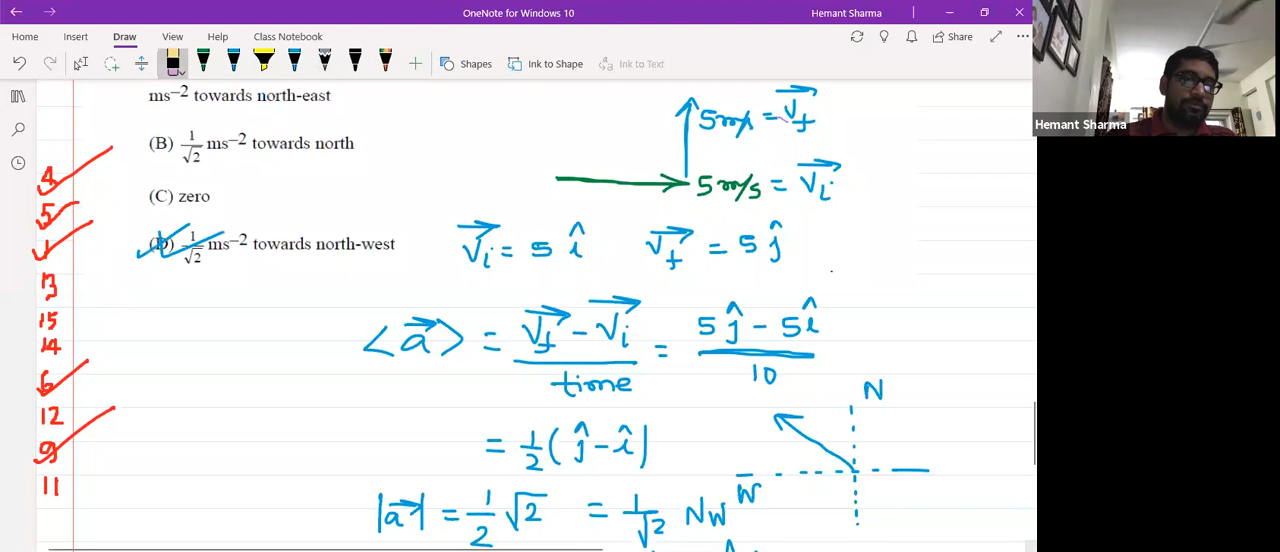 OneNote for Windows 10
Hemant Sharma
Home Insert Draw View Help Class Notebook
Share
Shapes Ink to Shape Ink to Text
Hemant Sharma
ms⁻² towards north-east
(B) 1/√2 ms⁻² towards north
(C) zero
(D) 1/√2 ms⁻² towards north-west
4
5
1
13
15
14
6
12
9
11
5m/s = V⃗f
5m/s = V⃗i
V⃗i = 5 î V⃗f = 5 ĵ
<a⃗> = (V⃗f − V⃗i)/time = (5ĵ − 5î)/10
= 1/2 (ĵ − î)
|a⃗| = 1/2 √2 = 1/√2 NW
N
W